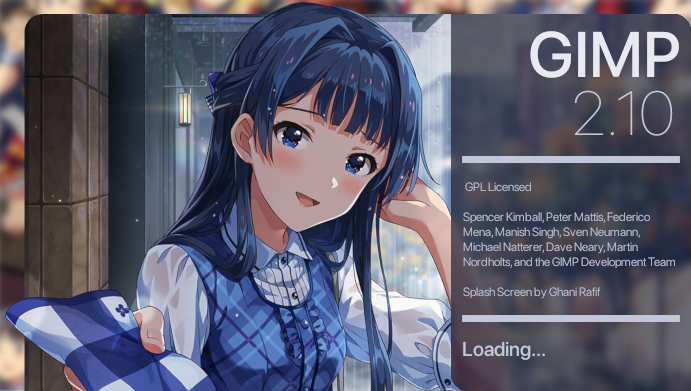 GIMP
2.10
GPL Licensed
Spencer Kimball, Peter Mattis, Federico
Mena, Manish Singh, Sven Neumann,
Michael Natterer, Dave Neary, Martin
Nordholts, and the GIMP Development Team
Splash Screen by Ghani Rafif
Loading...